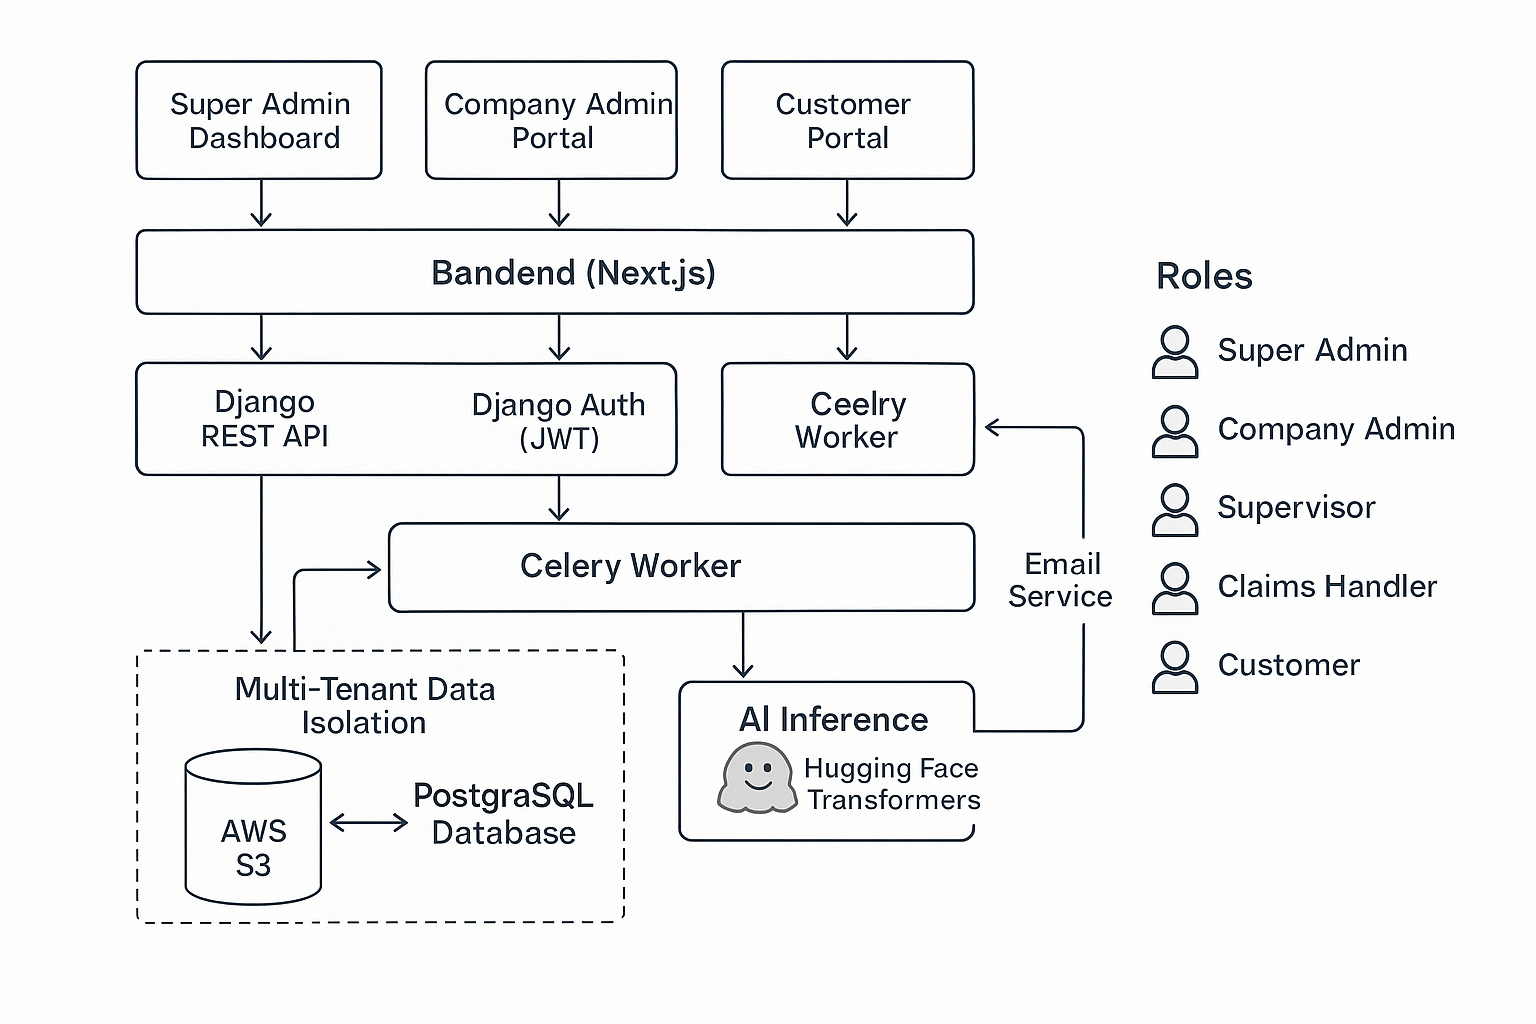 Super Admin
Dashboard
Company Admin
Portal
Customer
Portal
Bandend (Next.js)
Django
REST API
Django Auth
(JWT)
Ceelry
Worker
Celery Worker
Email
Service
Multi-Tenant Data
Isolation
AWS
S3
PostgraSQL
Database
AI Inference
Hugging Face
Transformers
Roles
Super Admin
Company Admin
Supervisor
Claims Handler
Customer